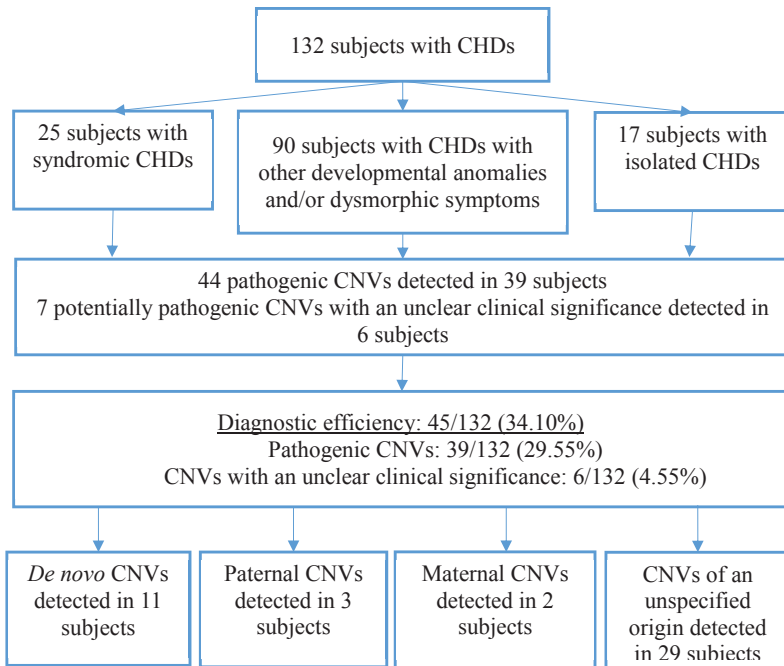 132 subjects with CHDs
25 subjects with
syndromic CHDs
90 subjects with CHDs with
other developmental anomalies
and/or dysmorphic symptoms
17 subjects with
isolated CHDs
44 pathogenic CNVs detected in 39 subjects
7 potentially pathogenic CNVs with an unclear clinical significance detected in
6 subjects
Diagnostic efficiency: 45/132 (34.10%)
Pathogenic CNVs: 39/132 (29.55%)
CNVs with an unclear clinical significance: 6/132 (4.55%)
De novo CNVs
detected in 11
subjects
Paternal CNVs
detected in 3
subjects
Maternal CNVs
detected in 2
subjects
CNVs of an
unspecified
origin detected
in 29 subjects